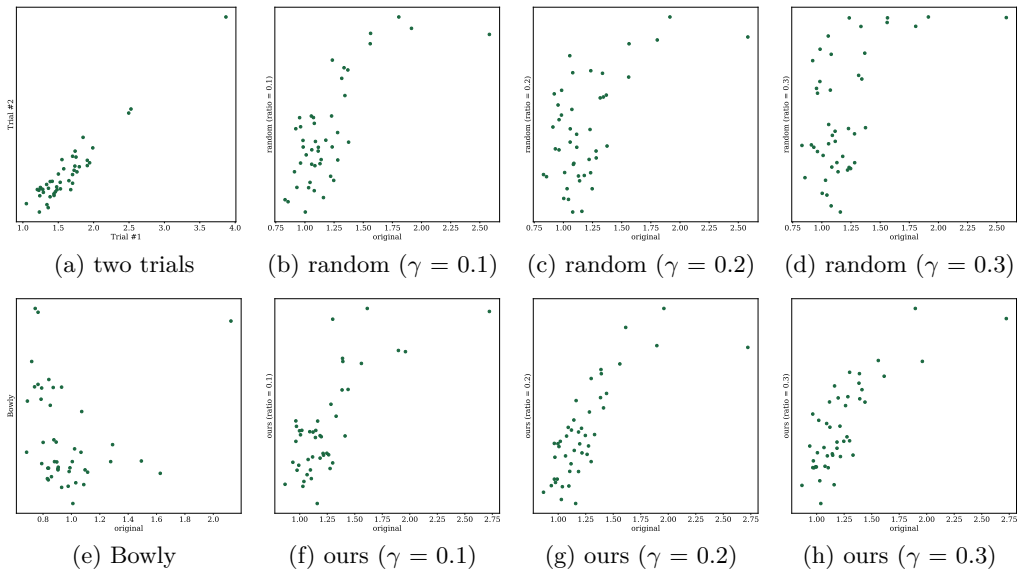 Trial #2
1.0 1.5 2.0 2.5 3.0 3.5 4.0
Trial #1
(a) two trials
random (ratio = 0.1)
0.75 1.00 1.25 1.50 1.75 2.00 2.25 2.50
original
(b) random (γ = 0.1)
random (ratio = 0.2)
0.75 1.00 1.25 1.50 1.75 2.00 2.25 2.50
original
(c) random (γ = 0.2)
random (ratio = 0.3)
0.75 1.00 1.25 1.50 1.75 2.00 2.25 2.50
original
(d) random (γ = 0.3)
Bowly
0.8 1.0 1.2 1.4 1.6 1.8 2.0
original
(e) Bowly
ours (ratio = 0.1)
1.00 1.25 1.50 1.75 2.00 2.25 2.50 2.75
original
(f) ours (γ = 0.1)
ours (ratio = 0.2)
1.00 1.25 1.50 1.75 2.00 2.25 2.50 2.75
original
(g) ours (γ = 0.2)
ours (ratio = 0.3)
1.00 1.25 1.50 1.75 2.00 2.25 2.50 2.75
original
(h) ours (γ = 0.3)